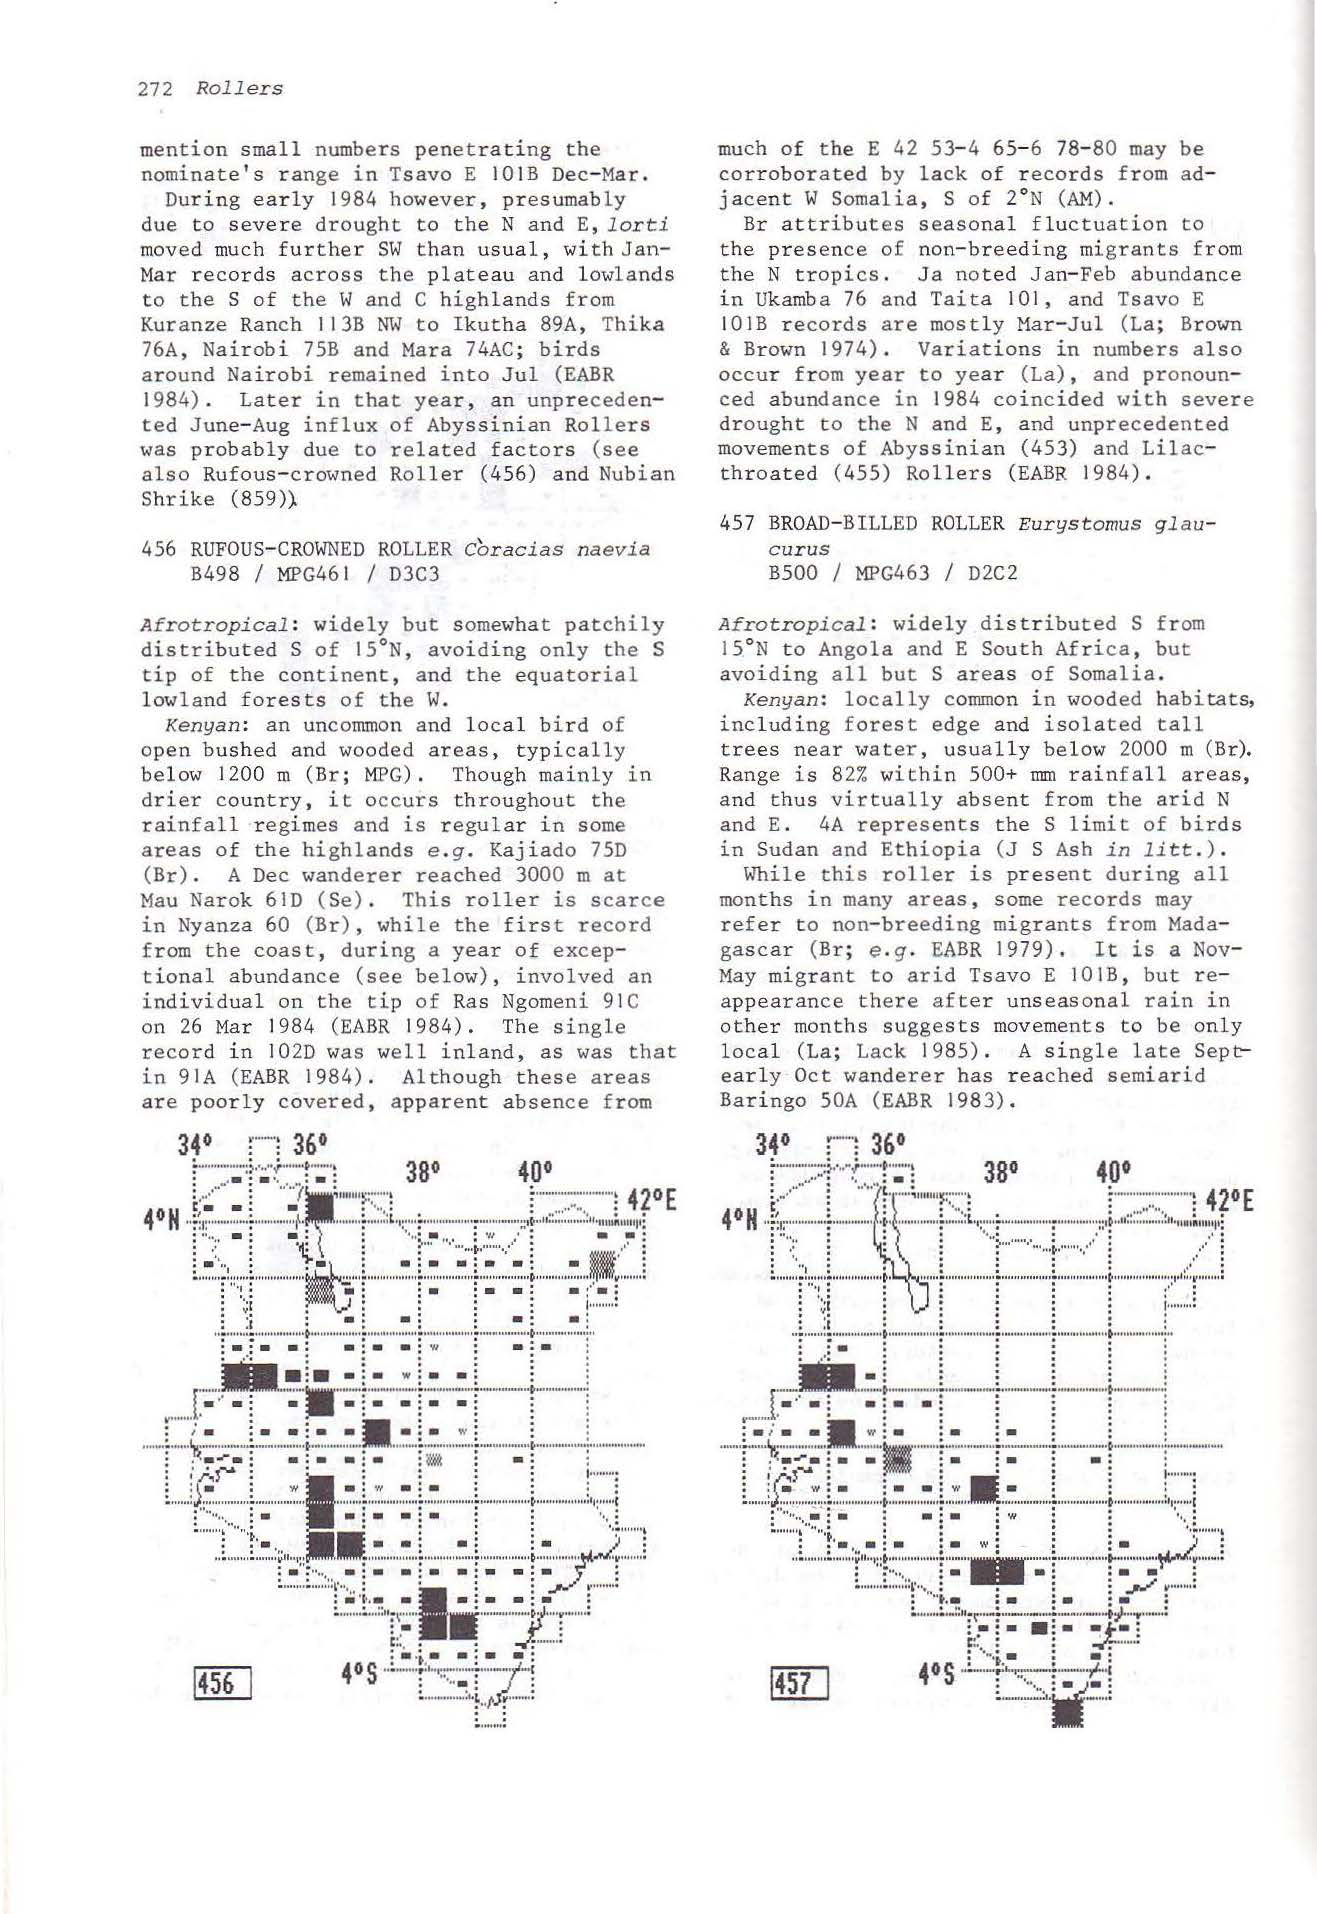 272 Rollers
mention small numbers penetrating the
nominate's range in Tsavo E 101B Dec-Mar.
During early 1984 however, presumably
due to severe drought to the N and E, lorti
moved much further SW than usual, with Jan-
Mar records across the plateau and lowlands
to the S of the W and C highlands from
Kuranze Ranch 113B NW to Ikutha 89A, Thika
76A, Nairobi 75B and Mara 74AC; birds
around Nairobi remained into Jul (EABR
1984). Later in that year, an unpreceden-
ted June-Aug influx of Abyssinian Rollers
was probably due to related factors (see
also Rufous-crowned Roller (456) and Nubian
Shrike (859)).
456 RUFOUS-CROWNED ROLLER Coracias naevia
B498 / MPG461 / D3C3
Afrotropical: widely but somewhat patchily
distributed S of 15°N, avoiding only the S
tip of the continent, and the equatorial
lowland forests of the W.
Kenyan: an uncommon and local bird of
open bushed and wooded areas, typically
below 1200 m (Br; MPG). Though mainly in
drier country, it occurs throughout the
rainfall regimes and is regular in some
areas of the highlands e.g. Kajiado 75D
(Br). A Dec wanderer reached 3000 m at
Mau Narok 61D (Se). This roller is scarce
in Nyanza 60 (Br), while the first record
from the coast, during a year of excep-
tional abundance (see below), involved an
individual on the tip of Ras Ngomeni 91C
on 26 Mar 1984 (EABR 1984). The single
record in 102D was well inland, as was that
in 91A (EABR 1984). Although these areas
are poorly covered, apparent absence from
34° 36°
38° 40°
42°E
4°N
4°S
456
much of the E 42 53-4 65-6 78-80 may be
corroborated by lack of records from ad-
jacent W Somalia, S of 2°N (AM).
Br attributes seasonal fluctuation to
the presence of non-breeding migrants from
the N tropics. Ja noted Jan-Feb abundance
in Ukamba 76 and Taita 101, and Tsavo E
101B records are mostly Mar-Jul (La; Brown
& Brown 1974). Variations in numbers also
occur from year to year (La), and pronoun-
ced abundance in 1984 coincided with severe
drought to the N and E, and unprecedented
movements of Abyssinian (453) and Lilac-
throated (455) Rollers (EABR 1984).
457 BROAD-BILLED ROLLER Eurystomus glau-
curus
B500 / MPG463 / D2C2
Afrotropical: widely distributed S from
15°N to Angola and E South Africa, but
avoiding all but S areas of Somalia.
Kenyan: locally common in wooded habitats,
including forest edge and isolated tall
trees near water, usually below 2000 m (Br).
Range is 82% within 500+ mm rainfall areas,
and thus virtually absent from the arid N
and E. 4A represents the S limit of birds
in Sudan and Ethiopia (J S Ash in litt.).
While this roller is present during all
months in many areas, some records may
refer to non-breeding migrants from Mada-
gascar (Br; e.g. EABR 1979). It is a Nov-
May migrant to arid Tsavo E 101B, but re-
appearance there after unseasonal rain in
other months suggests movements to be only
local (La; Lack 1985). A single late Sept-
early Oct wanderer has reached semiarid
Baringo 50A (EABR 1983).
34° 36°
38° 40°
42°E
4°N
4°S
457